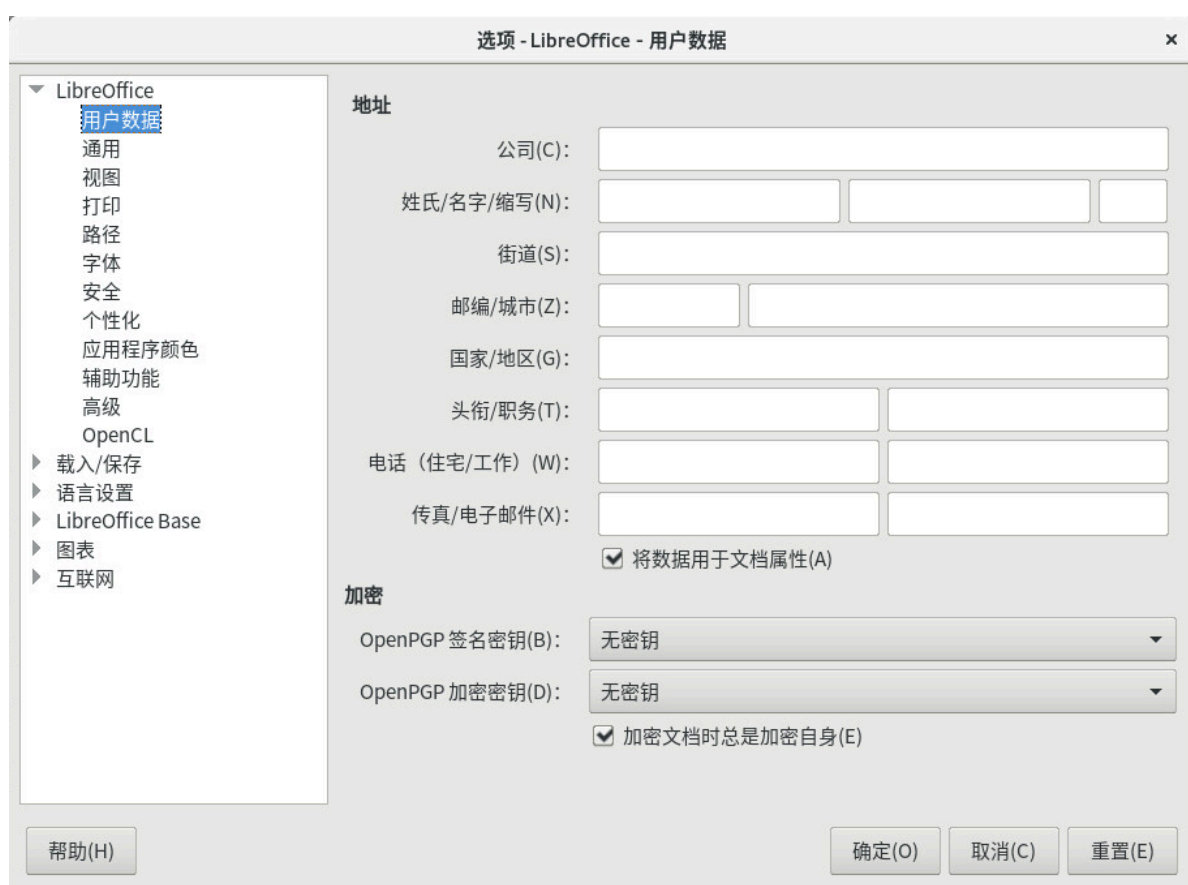 选项 - LibreOffice - 用户数据
×
LibreOffice
用户数据
通用
视图
打印
路径
字体
安全
个性化
应用程序颜色
辅助功能
高级
OpenCL
载入/保存
语言设置
LibreOffice Base
图表
互联网
地址
公司(C)：
姓氏/名字/缩写(N)：
街道(S)：
邮编/城市(Z)：
国家/地区(G)：
头衔/职务(T)：
电话（住宅/工作）(W)：
传真/电子邮件(X)：
将数据用于文档属性(A)
加密
OpenPGP 签名密钥(B)： 无密钥
OpenPGP 加密密钥(D)： 无密钥
加密文档时总是加密自身(E)
帮助(H) 确定(O) 取消(C) 重置(E)